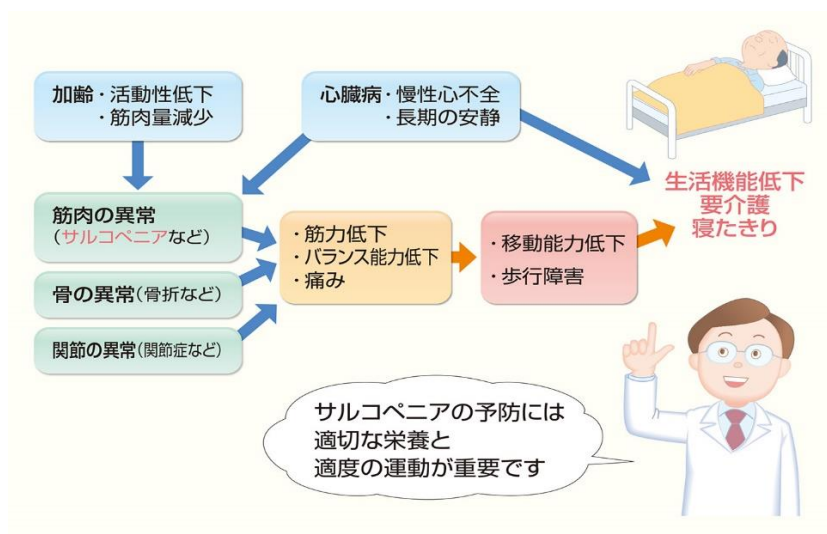 加齢・活動性低下
・筋肉量減少
心臓病・慢性心不全
・長期の安静
筋肉の異常
(サルコペニアなど)
骨の異常(骨折など)
関節の異常(関節症など)
・筋力低下
・バランス能力低下
・痛み
・移動能力低下
・歩行障害
生活機能低下
要介護
寝たきり
サルコペニアの予防には
適切な栄養と
適度の運動が重要です